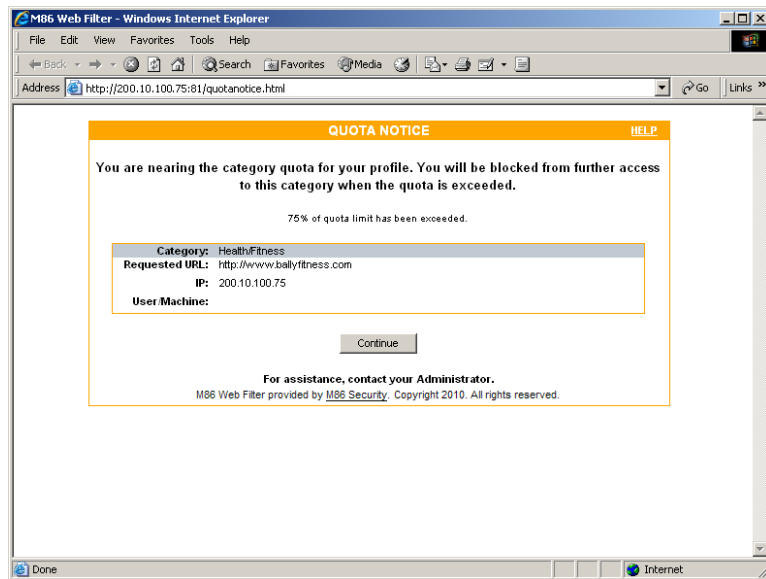 M86 Web Filter - Windows Internet Explorer
File Edit View Favorites Tools Help
Back Search Favorites Media
Address http://200.10.100.75:81/quotanotice.html Go Links »
QUOTA NOTICE HELP
You are nearing the category quota for your profile. You will be blocked from further access
to this category when the quota is exceeded.
75% of quota limit has been exceeded.
Category: Health/Fitness
Requested URL: http://www.ballyfitness.com
IP: 200.10.100.75
User/Machine:
Continue
For assistance, contact your Administrator.
M86 Web Filter provided by M86 Security. Copyright 2010. All rights reserved.
Done Internet